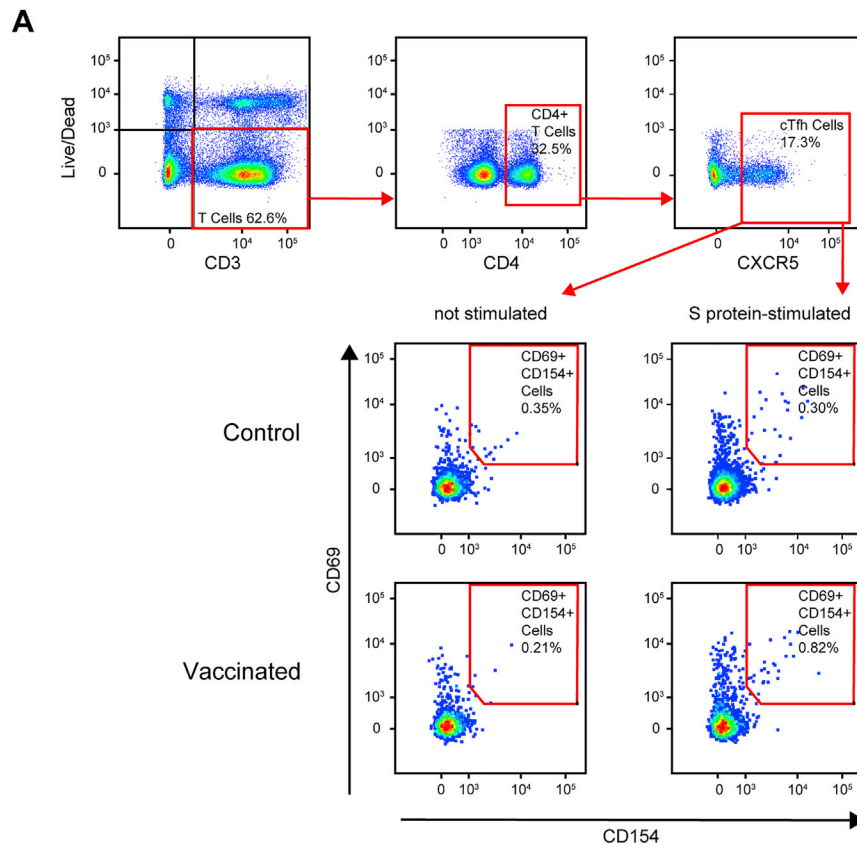 A
Live/Dead
10⁵
10⁴
10³
0
T Cells 62.6%
0
10⁴
10⁵
CD3
10⁵
10⁴
10³
0
CD4+
T Cells
32.5%
0
10³
10⁴
10⁵
CD4
10⁵
10⁴
10³
0
cTfh Cells
17.3%
0
10⁴
10⁵
CXCR5
not stimulated
S protein-stimulated
Control
10⁵
10⁴
10³
0
CD69+
CD154+
Cells
0.35%
0
10³
10⁴
10⁵
10⁵
10⁴
10³
0
CD69+
CD154+
Cells
0.30%
0
10³
10⁴
10⁵
CD69
Vaccinated
10⁵
10⁴
10³
0
CD69+
CD154+
Cells
0.21%
0
10³
10⁴
10⁵
10⁵
10⁴
10³
0
CD69+
CD154+
Cells
0.82%
0
10³
10⁴
10⁵
CD154